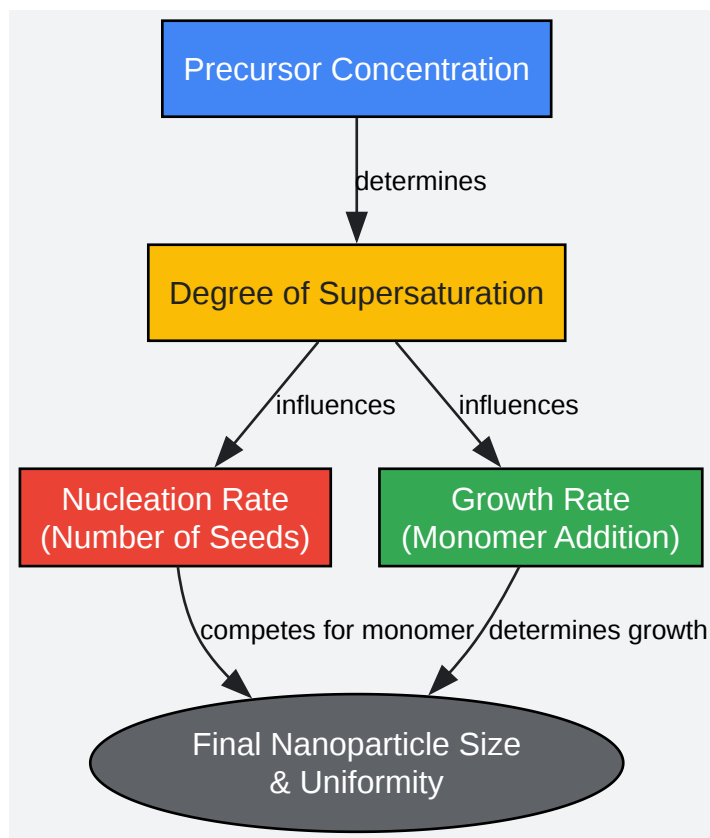 Precursor Concentration
determines
Degree of Supersaturation
influences
influences
Nucleation Rate
(Number of Seeds)
Growth Rate
(Monomer Addition)
competes for monomer
determines growth
Final Nanoparticle Size
& Uniformity